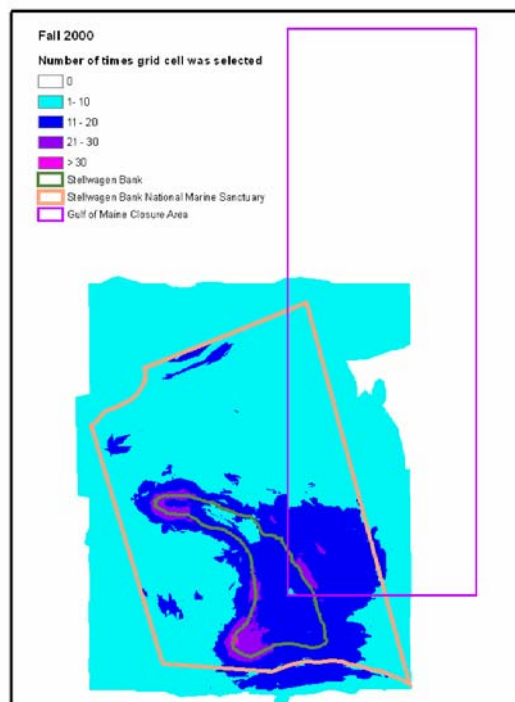 Fall 2000
Number of times grid cell was selected
0
1- 10
11 - 20
21 - 30
> 30
Stellwagen Bank
Stellwagen Bank National Marine Sanctuary
Gulf of Maine Closure Area